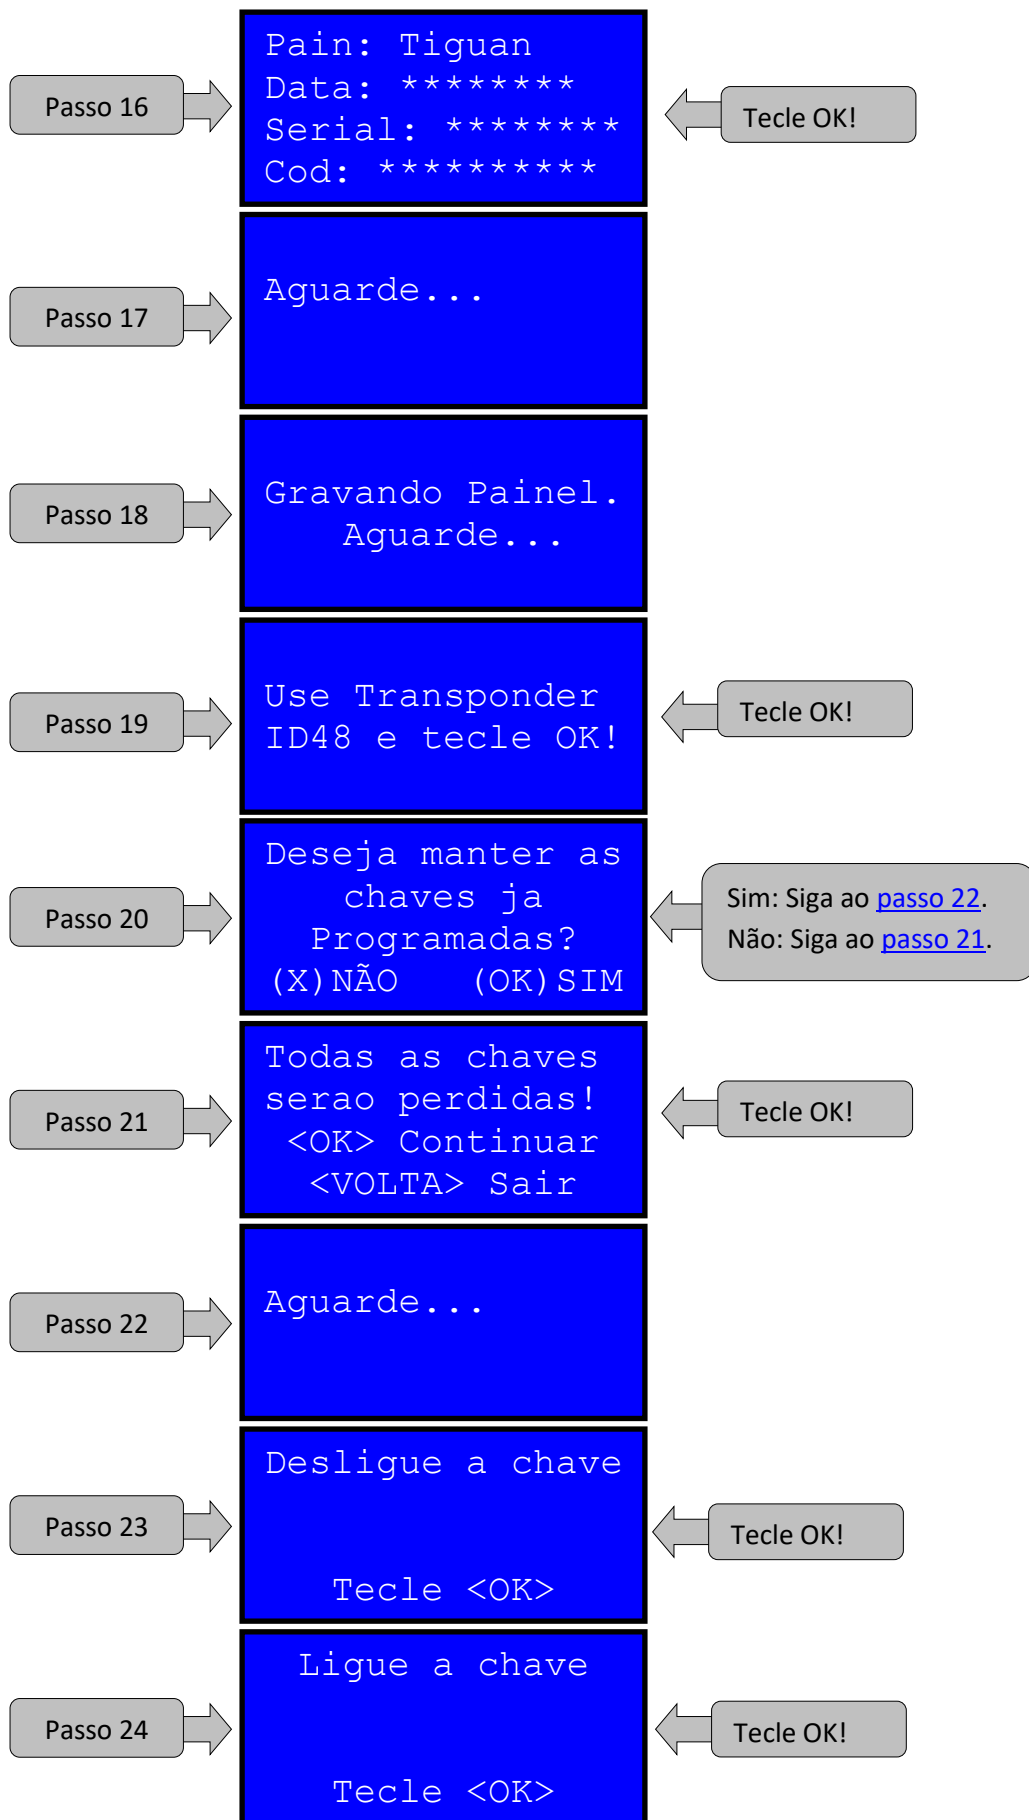 Passo 16
Pain: Tiguan
Data: ********
Serial: ********
Cod: **********
Tecle OK!
Passo 17
Aguarde...
Passo 18
Gravando Painel.
Aguarde...
Passo 19
Use Transponder
ID48 e tecle OK!
Tecle OK!
Passo 20
Deseja manter as
chaves ja
Programadas?
(X)NÃO (OK)SIM
Sim: Siga ao passo 22.
Não: Siga ao passo 21.
Passo 21
Todas as chaves
serao perdidas!
<OK> Continuar
<VOLTA> Sair
Tecle OK!
Passo 22
Aguarde...
Passo 23
Desligue a chave
Tecle <OK>
Tecle OK!
Passo 24
Ligue a chave
Tecle <OK>
Tecle OK!